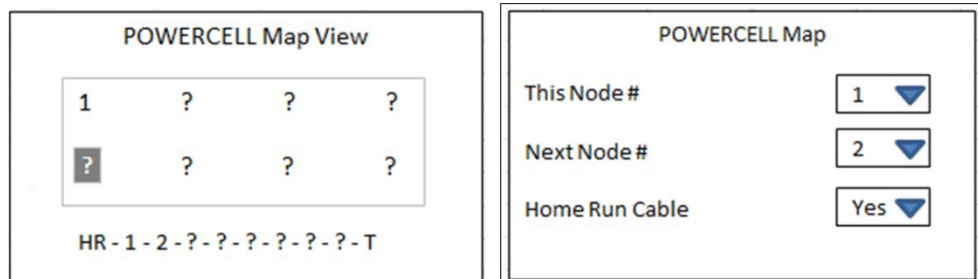 POWERCELL Map View
1 ? ? ?
? ? ? ?
HR - 1 - 2 - ? - ? - ? - ? - ? - ? - T
POWERCELL Map
This Node # 1
Next Node # 2
Home Run Cable Yes